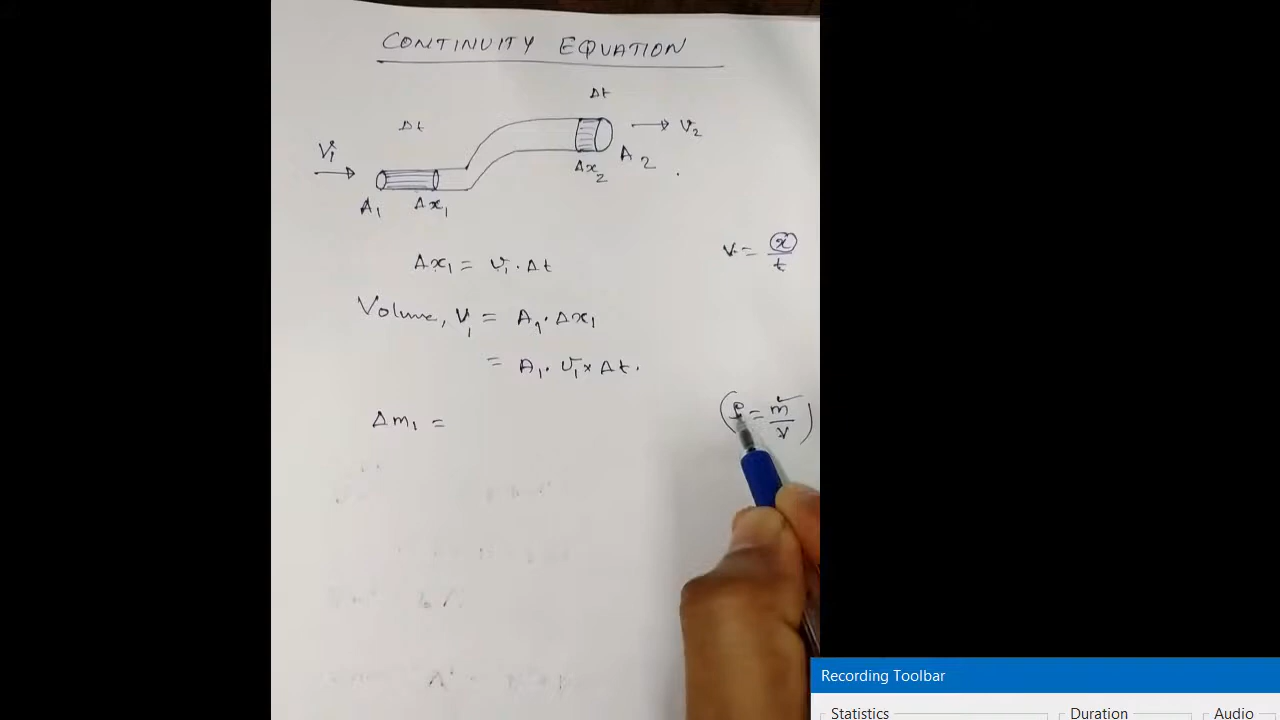 CONTINUITY EQUATION
Δt
Δt
V1
v2
A2
Δx2
A1
Δx1
v = x/t
Δx1 = v1 · Δt
Volume, V1 = A1 · Δx1
= A1 · v1 × Δt.
(ρ = m/v)
Δm1 =
Recording Toolbar
Statistics
Duration
Audio